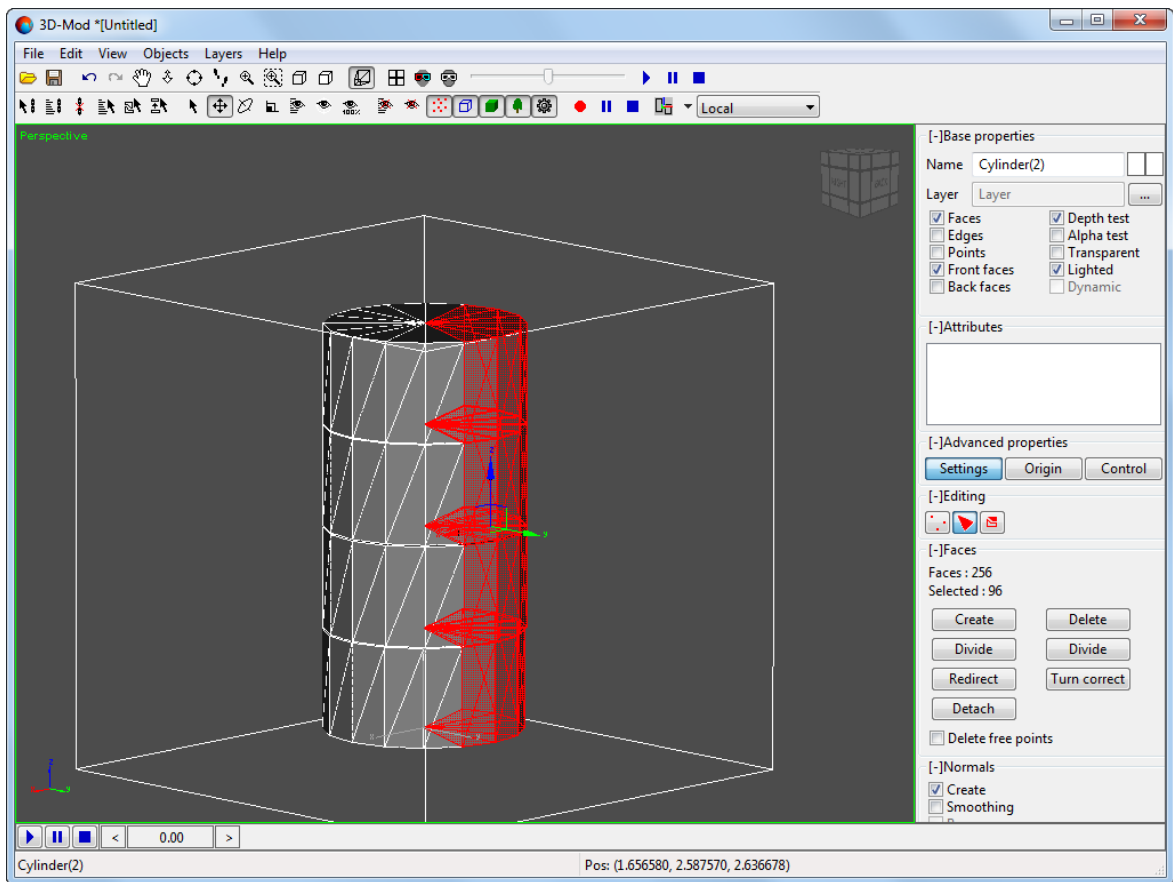 3D-Mod *[Untitled]
File Edit View Objects Layers Help
100%
Local
Perspective
RIGHT BACK
z
y
x y
z
y
[-]Base properties
Name Cylinder(2)
Layer Layer ...
Faces Depth test
Edges Alpha test
Points Transparent
Front faces Lighted
Back faces Dynamic
[-]Attributes
[-]Advanced properties
Settings Origin Control
[-]Editing
[-]Faces
Faces : 256
Selected : 96
Create Delete
Divide Divide
Redirect Turn correct
Detach
Delete free points
[-]Normals
Create
Smoothing
< 0.00 >
Cylinder(2) Pos: (1.656580, 2.587570, 2.636678)